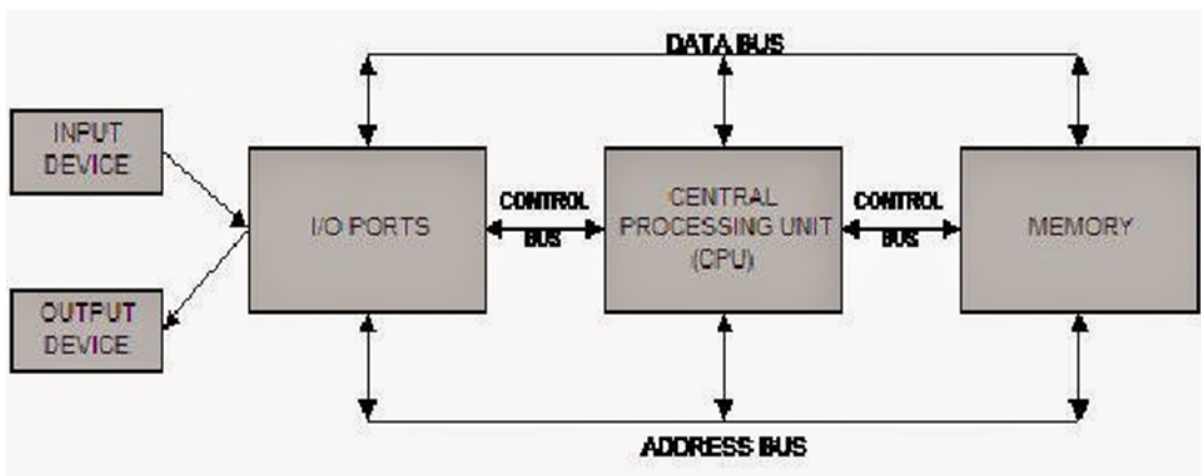 DATA BUS
INPUT
DEVICE
I/O PORTS
CONTROL
BUS
CENTRAL
PROCESSING UNIT
(CPU)
CONTROL
BUS
MEMORY
OUTPUT
DEVICE
ADDRESS BUS